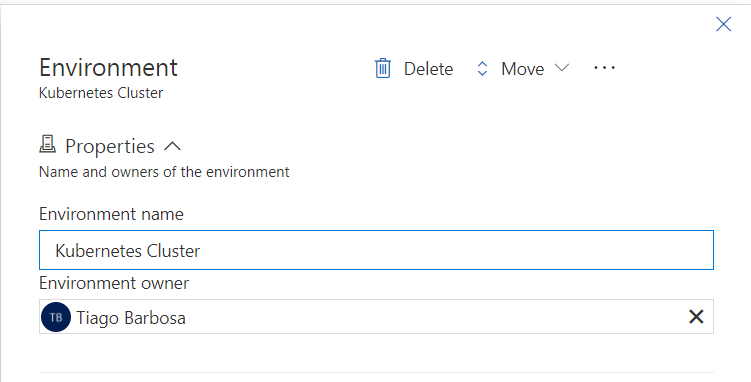 Environment
Delete
Move
Kubernetes Cluster
Properties
Name and owners of the environment
Environment name
Kubernetes Cluster
Environment owner
TB Tiago Barbosa